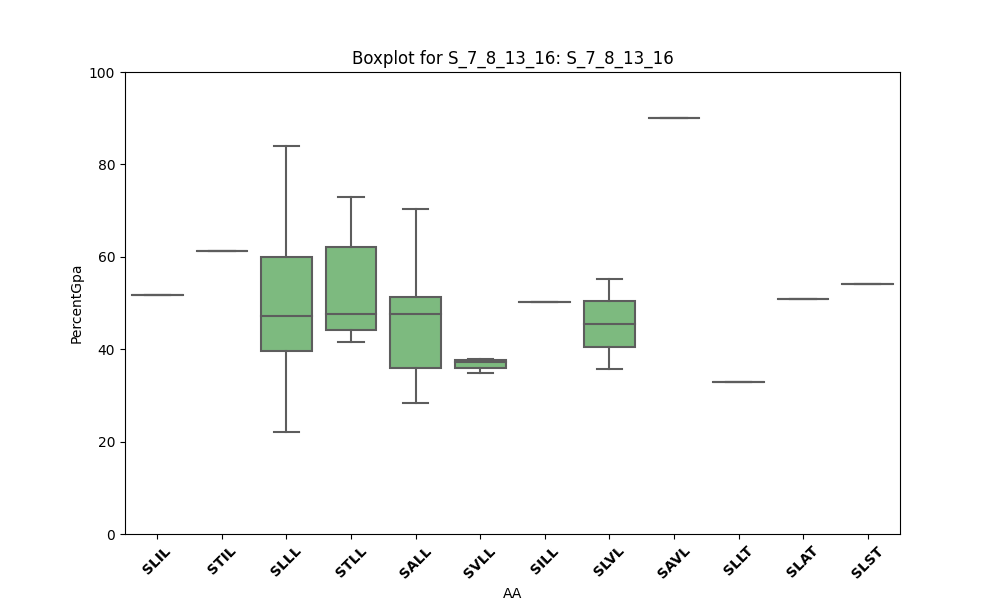 Boxplot for S_7_8_13_16: S_7_8_13_16
100
80
60
40
20
0
PercentGpa
SLIL
STIL
SLLL
STLL
SALL
SVLL
SILL
SLVL
SAVL
SLLT
SLAT
SLST
AA